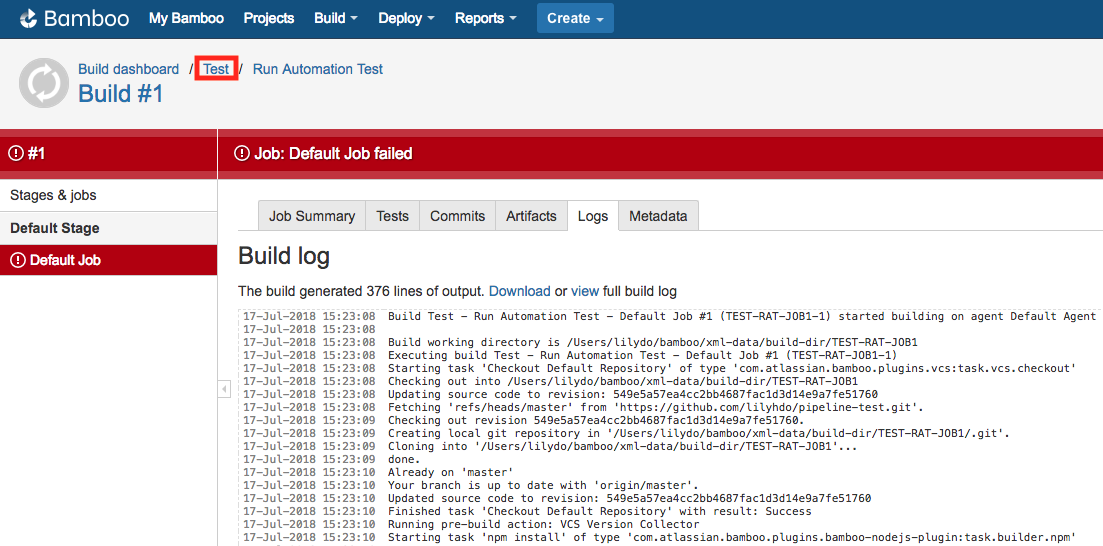 Bamboo My Bamboo Projects Build Deploy Reports Create
Build dashboard / Test / Run Automation Test
Build #1
#1
Job: Default Job failed
Stages & jobs
Default Stage
Default Job
Job Summary Tests Commits Artifacts Logs Metadata
Build log
The build generated 376 lines of output. Download or view full build log
17-Jul-2018 15:23:08 Build Test - Run Automation Test - Default Job #1 (TEST-RAT-JOB1-1) started building on agent Default Agent
17-Jul-2018 15:23:08
17-Jul-2018 15:23:08 Build working directory is /Users/lilydo/bamboo/xml-data/build-dir/TEST-RAT-JOB1
17-Jul-2018 15:23:08 Executing build Test - Run Automation Test - Default Job #1 (TEST-RAT-JOB1-1)
17-Jul-2018 15:23:08 Starting task 'Checkout Default Repository' of type 'com.atlassian.bamboo.plugins.vcs:task.vcs.checkout'
17-Jul-2018 15:23:08 Checking out into /Users/lilydo/bamboo/xml-data/build-dir/TEST-RAT-JOB1
17-Jul-2018 15:23:08 Updating source code to revision: 549e5a57ea4cc2bb4687fac1d3d14e9a7fe51760
17-Jul-2018 15:23:08 Fetching 'refs/heads/master' from 'https://github.com/lilyhdo/pipeline-test.git'.
17-Jul-2018 15:23:09 Checking out revision 549e5a57ea4cc2bb4687fac1d3d14e9a7fe51760.
17-Jul-2018 15:23:09 Creating local git repository in '/Users/lilydo/bamboo/xml-data/build-dir/TEST-RAT-JOB1/.git'.
17-Jul-2018 15:23:09 Cloning into '/Users/lilydo/bamboo/xml-data/build-dir/TEST-RAT-JOB1'...
17-Jul-2018 15:23:09 done.
17-Jul-2018 15:23:10 Already on 'master'
17-Jul-2018 15:23:10 Your branch is up to date with 'origin/master'.
17-Jul-2018 15:23:10 Updated source code to revision: 549e5a57ea4cc2bb4687fac1d3d14e9a7fe51760
17-Jul-2018 15:23:10 Finished task 'Checkout Default Repository' with result: Success
17-Jul-2018 15:23:10 Running pre-build action: VCS Version Collector
17-Jul-2018 15:23:10 Starting task 'npm install' of type 'com.atlassian.bamboo.plugins.bamboo-nodejs-plugin:task.builder.npm'